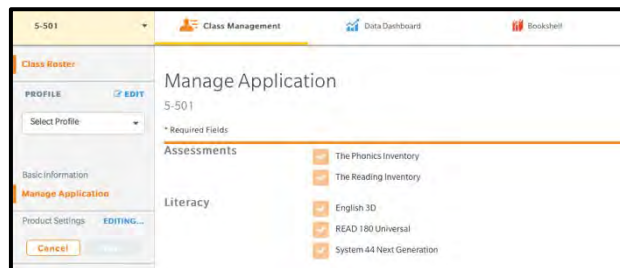 5-501
Class Management
Data Dashboard
Bookshelf
Class Roster
PROFILE EDIT
Select Profile
Basic Information
Manage Application
Product Settings EDITING...
Cancel
Manage Application
5-501
* Required Fields
Assessments
The Phonics Inventory
The Reading Inventory
Literacy
English 3D
READ 180 Universal
System 44 Next Generation